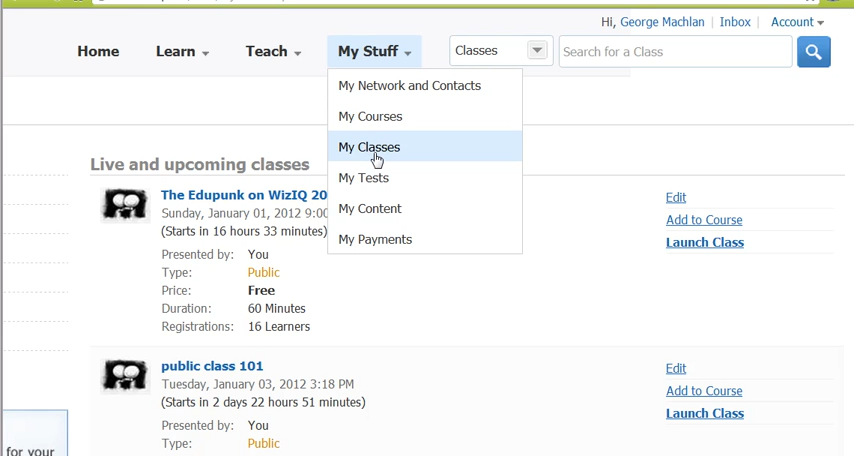 Hi, George Machlan | Inbox | Account
Home Learn Teach My Stuff Classes Search for a Class
My Network and Contacts
My Courses
My Classes
My Tests
My Content
My Payments
Live and upcoming classes
The Edupunk on WizIQ 20
Sunday, January 01, 2012 9:00
(Starts in 16 hours 33 minutes)
Presented by: You
Type: Public
Price: Free
Duration: 60 Minutes
Registrations: 16 Learners
Edit
Add to Course
Launch Class
public class 101
Tuesday, January 03, 2012 3:18 PM
(Starts in 2 days 22 hours 51 minutes)
Presented by: You
Type: Public
Edit
Add to Course
Launch Class
for your